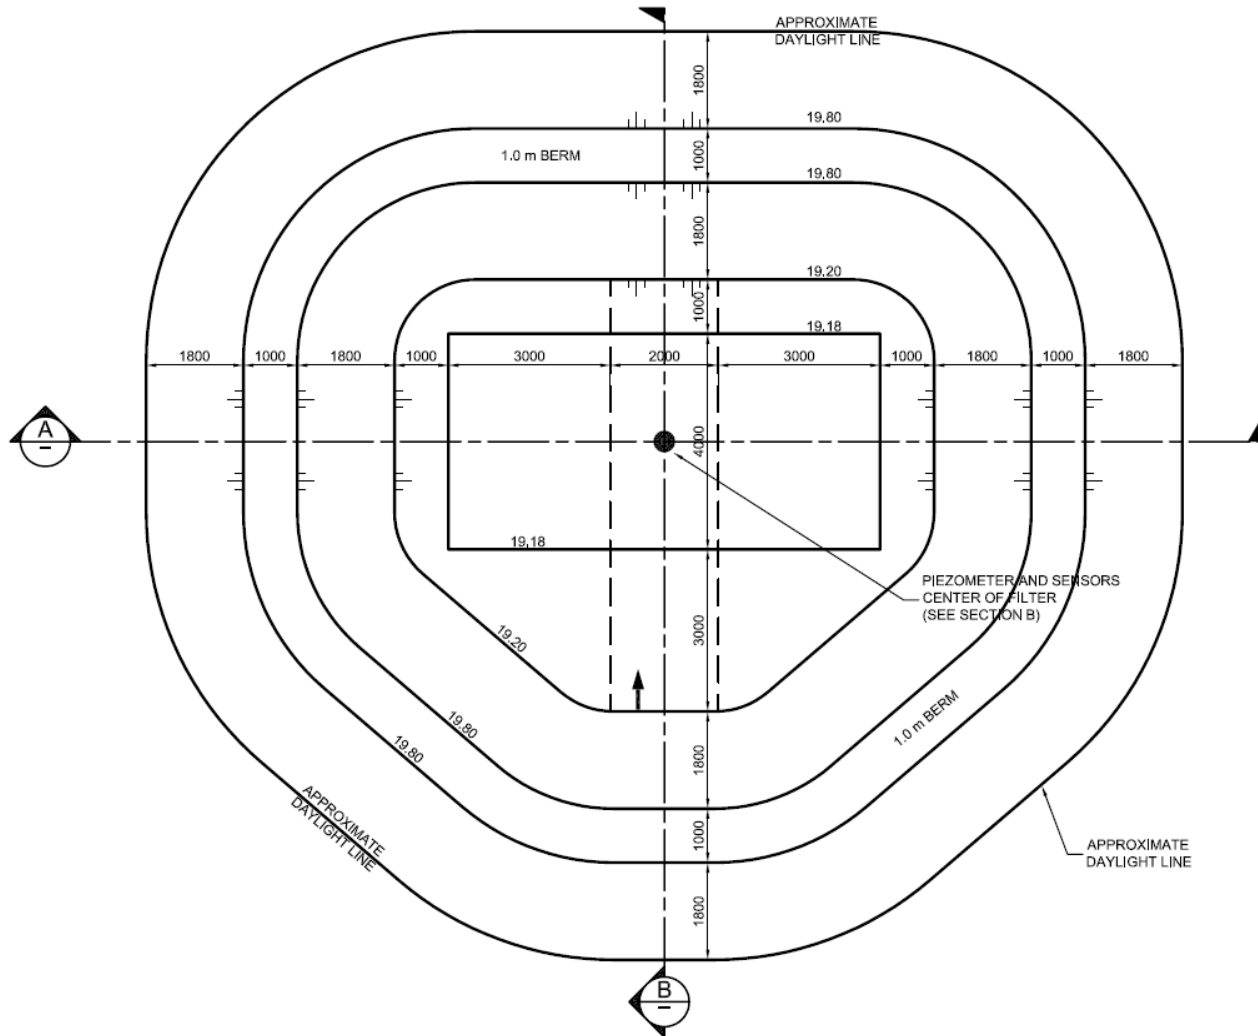 APPROXIMATE
DAYLIGHT LINE
1800
19.80
1.0 m BERM
1000
19.80
1800
19.20
1000
19.18
1800
1000
1800
1000
3000
2000
3000
1000
1800
1000
1800
A
4000
19.18
PIEZOMETER AND SENSORS
CENTER OF FILTER
(SEE SECTION B)
19.20
3000
1.0 m BERM
19.80
19.80
1800
APPROXIMATE
DAYLIGHT LINE
1000
APPROXIMATE
DAYLIGHT LINE
1800
B